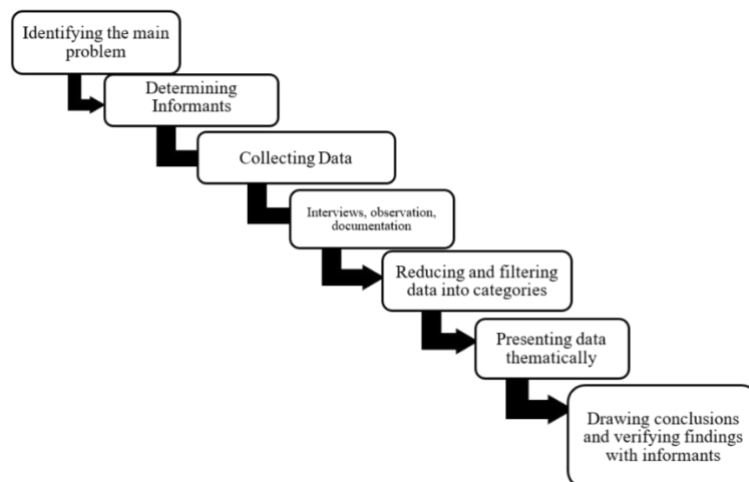 Identifying the main
problem
Determining
Informants
Collecting Data
Interviews, observation,
documentation
Reducing and filtering
data into categories
Presenting data
thematically
Drawing conclusions
and verifying findings
with informants